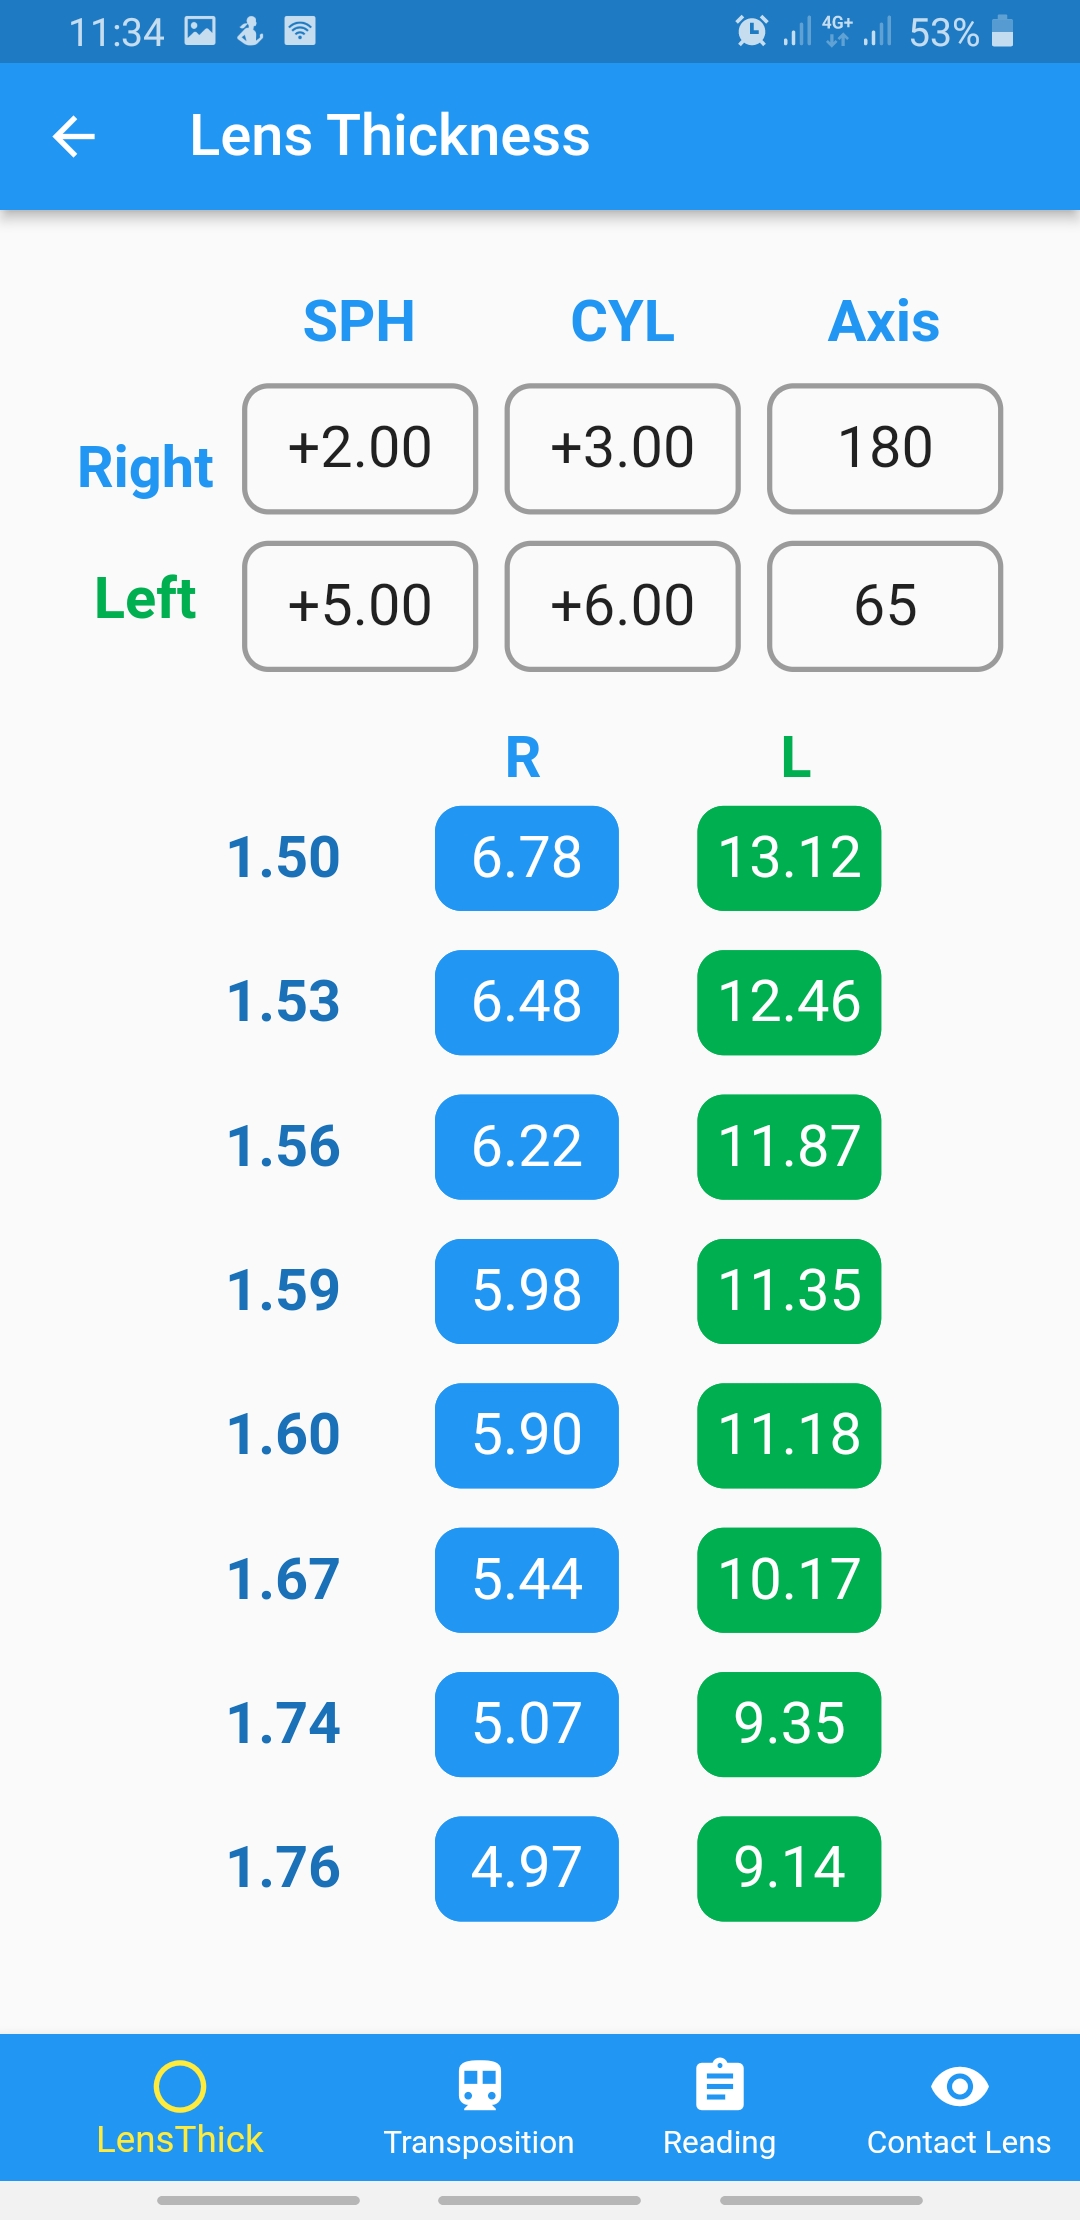 11:34 4G+ 53%
Lens Thickness
SPH CYL Axis
Right +2.00 +3.00 180
Left +5.00 +6.00 65
R L
1.50 6.78 13.12
1.53 6.48 12.46
1.56 6.22 11.87
1.59 5.98 11.35
1.60 5.90 11.18
1.67 5.44 10.17
1.74 5.07 9.35
1.76 4.97 9.14
LensThick Transposition Reading Contact Lens